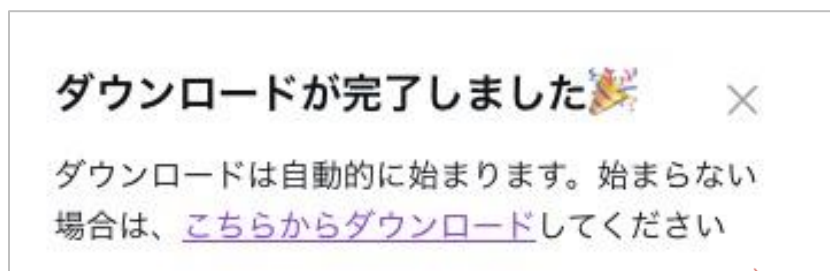 ダウンロードが完了しました🎉
ダウンロードは自動的に始まります。始まらない
場合は、こちらからダウンロードしてください